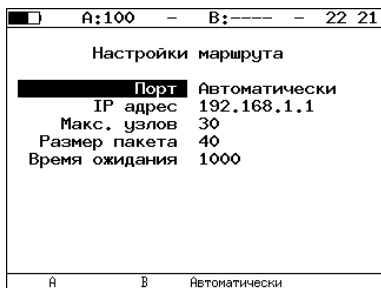 A:100 – B:---- – 22 21
Настройки маршрута
Порт Автоматически
IP адрес 192.168.1.1
Макс. узлов 30
Размер пакета 40
Время ожидания 1000
A B Автоматически